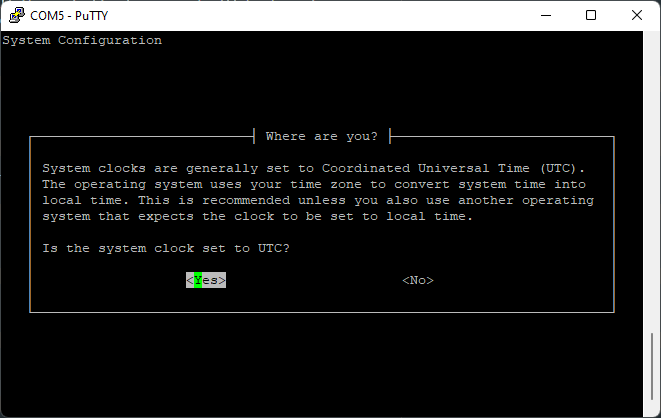 COM5 - PuTTY
System Configuration
Where are you?
System clocks are generally set to Coordinated Universal Time (UTC).
The operating system uses your time zone to convert system time into
local time. This is recommended unless you also use another operating
system that expects the clock to be set to local time.
Is the system clock set to UTC?
<Yes> <No>